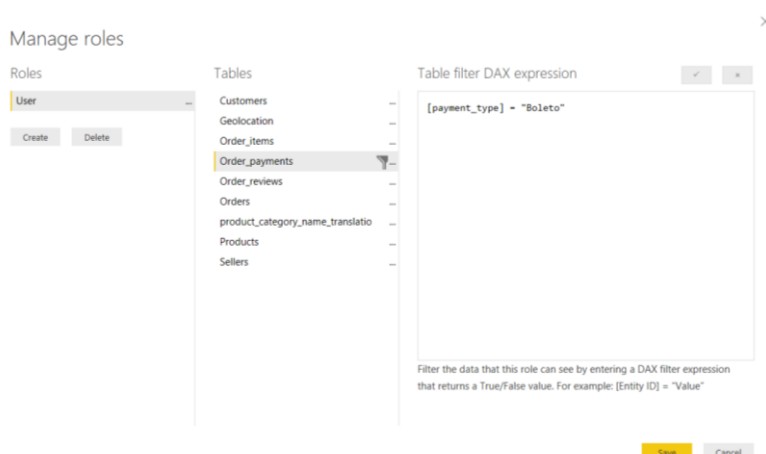 Manage roles
Roles
Tables
Table filter DAX expression
User
...
Create
Delete
Customers
...
Geolocation
...
Order_items
...
Order_payments
...
Order_reviews
...
Orders
...
product_category_name_translatio
...
Products
...
Sellers
...
[payment_type] = "Boleto"
Filter the data that this role can see by entering a DAX filter expression
that returns a True/False value. For example: [Entity ID] = "Value"
Save
Cancel